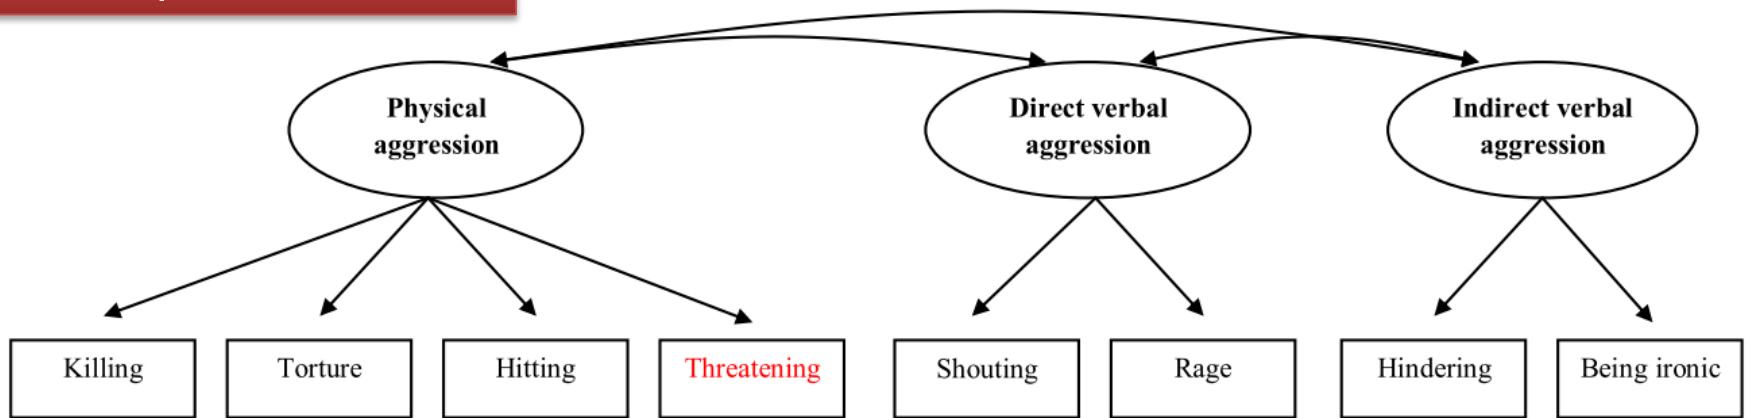 Physical
aggression
Direct verbal
aggression
Indirect verbal
aggression
Killing
Torture
Hitting
Threatening
Shouting
Rage
Hindering
Being ironic